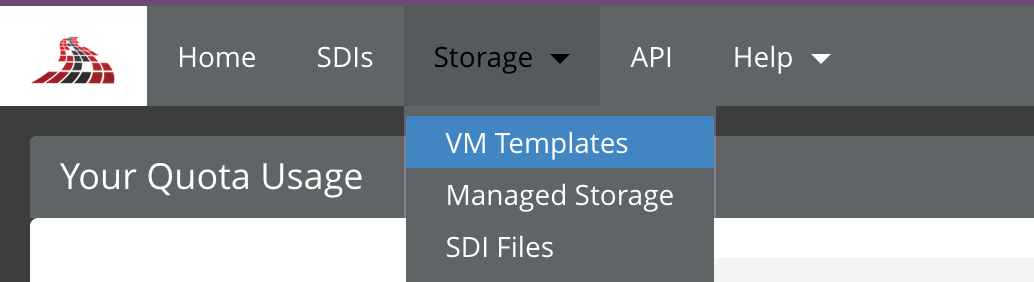 Home SDIs Storage API Help
VM Templates
Your Quota Usage
Managed Storage
SDI Files